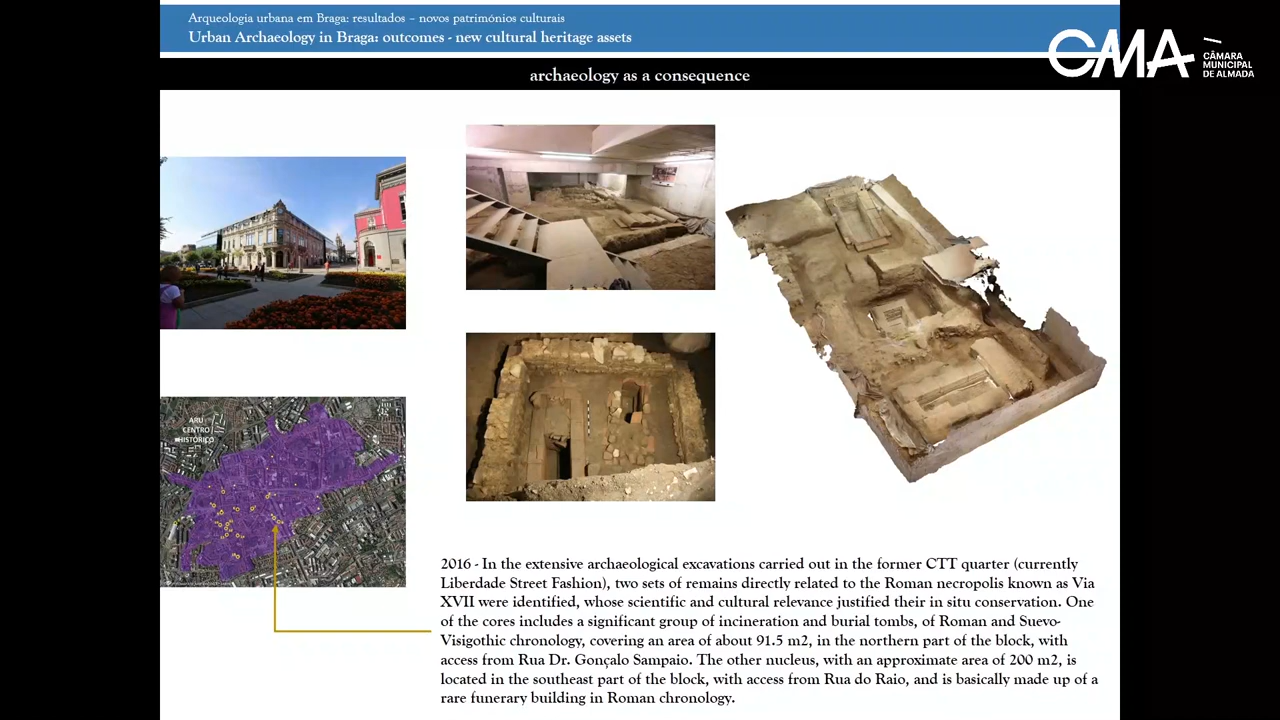 Arqueologia urbana em Braga: resultados – novos patrimónios culturais
Urban Archaeology in Braga: outcomes - new cultural heritage assets
CMA
CÂMARA
MUNICIPAL
DE ALMADA
archaeology as a consequence
ARU
CENTRO
HISTÓRICO
2016 - In the extensive archaeological excavations carried out in the former CTT quarter (currently
Liberdade Street Fashion), two sets of remains directly related to the Roman necropolis known as Via
XVII were identified, whose scientific and cultural relevance justified their in situ conservation. One
of the cores includes a significant group of incineration and burial tombs, of Roman and Suevo-
Visigothic chronology, covering an area of about 91.5 m2, in the northern part of the block, with
access from Rua Dr. Gonçalo Sampaio. The other nucleus, with an approximate area of 200 m2, is
located in the southeast part of the block, with access from Rua do Raio, and is basically made up of a
rare funerary building in Roman chronology.